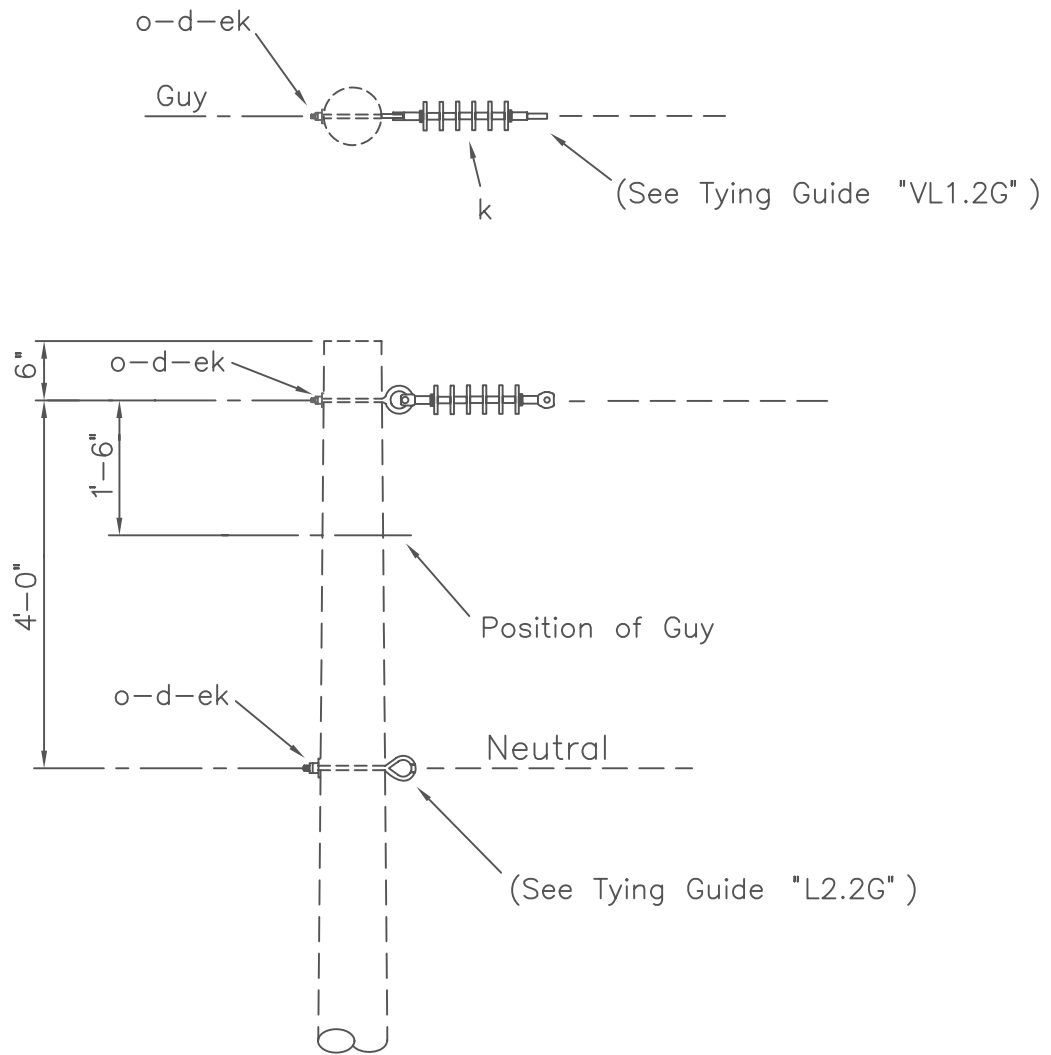 o-d-ek
Guy
(See Tying Guide "VL1.2G")
k
6"
o-d-ek
1'-6"
4'-0"
Position of Guy
o-d-ek
Neutral
(See Tying Guide "L2.2G")